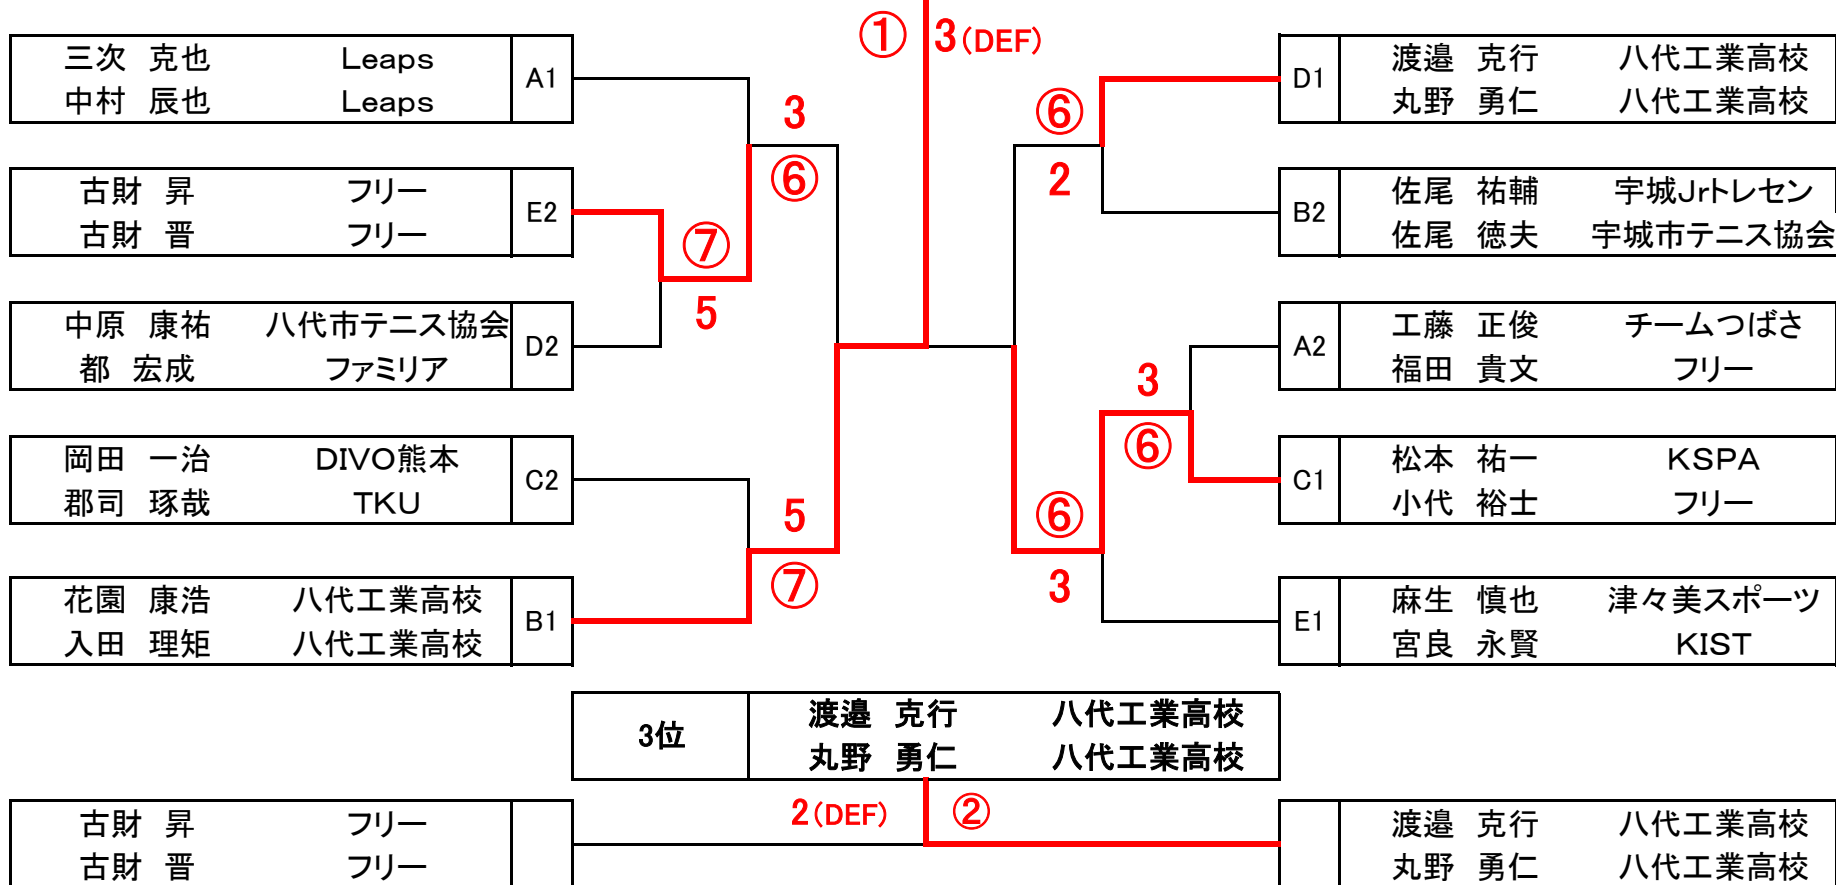 ① 3(DEF)
三次 克也 Leaps
中村 辰也 Leaps
A1
古財 昇 フリー
古財 晋 フリー
E2
中原 康祐 八代市テニス協会
都 宏成 ファミリア
D2
岡田 一治 DIVO熊本
郡司 琢哉 TKU
C2
花園 康浩 八代工業高校
入田 理矩 八代工業高校
B1
3
⑥
⑦
5
5
⑦
⑥
2
3
⑥
⑥
3
D1
渡邉 克行 八代工業高校
丸野 勇仁 八代工業高校
B2
佐尾 祐輔 宇城Jrトレセン
佐尾 徳夫 宇城市テニス協会
A2
工藤 正俊 チームつばさ
福田 貴文 フリー
C1
松本 祐一 KSPA
小代 裕士 フリー
E1
麻生 慎也 津々美スポーツ
宮良 永賢 KIST
3位
渡邉 克行 八代工業高校
丸野 勇仁 八代工業高校
2(DEF) ②
古財 昇 フリー
古財 晋 フリー
渡邉 克行 八代工業高校
丸野 勇仁 八代工業高校